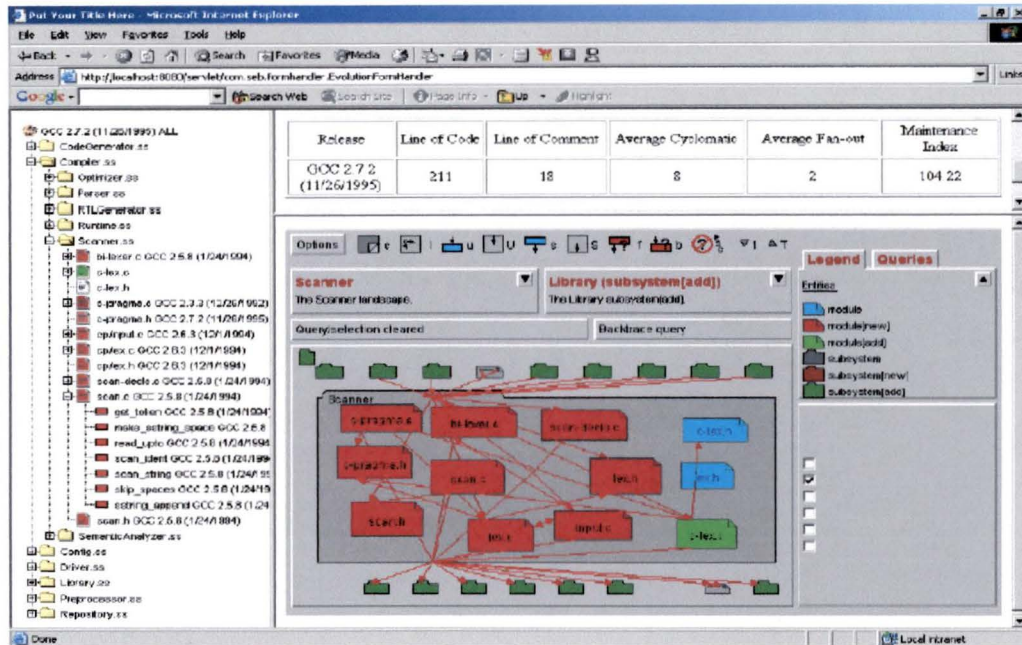 Put Your Title Here - Microsoft Internet Explorer
File Edit View Favorites Tools Help
Back Search Favorites Media
Address http://localhost:8080/servlet/com.seb.formhandler.EvolutionFormHandler Links
Google Search Web Search Site Page Info Up Highlight
GCC 2.7.2 (11/26/1995) ALL
CodeGenerator.ss
Compiler.ss
Optimizer.ss
Parser.ss
RTLGenerator.ss
Runtime.ss
Scanner.ss
bi-lexer.c GCC 2.5.8 (1/24/1994)
c-lex.c
c-lex.h
c-pragma.c GCC 2.3.3 (12/26/1992)
c-pragma.h GCC 2.7.2 (11/26/1995)
cp/input.c GCC 2.6.3 (12/1/1994)
cp/lex.c GCC 2.6.3 (12/1/1994)
cp/lex.h GCC 2.6.3 (12/1/1994)
scan-decls.c GCC 2.5.8 (1/24/1994)
scan.c GCC 2.5.8 (1/24/1994)
get_token GCC 2.5.8 (1/24/1994
make_sstring_space GCC 2.5.8
read_upto GCC 2.5.8 (1/24/1994
scan_ident GCC 2.5.8 (1/24/199
scan_string GCC 2.5.8 (1/24/19
skip_spaces GCC 2.5.8 (1/24/19
sstring_append GCC 2.5.8 (1/24
scan.h GCC 2.5.8 (1/24/1994)
SemanticAnalyzer.ss
Config.ss
Driver.ss
Library.ss
Preprocessor.ss
Repository.ss
Release Line of Code Line of Comment Average Cyclomatic Average Fan-out Maintenance Index
GCC 2.7.2 (11/26/1995) 211 18 8 2 104.22
Options e l u U s S f b
Scanner
The Scanner landscape.
Library (subsystem[add])
The Library subsystem[add].
Query/selection cleared
Backtrace query
Legend Queries
Entities
module
module[new]
module[add]
subsystem
subsystem[new]
subsystem[add]
Scanner
c-pragma.c
bi-lexer.c
scan-decls.c
c-lex.h
c-pragma.h
scan.c
lex.h
lex.h
scan.h
lex.c
input.c
c-lex.c
Done
Local intranet